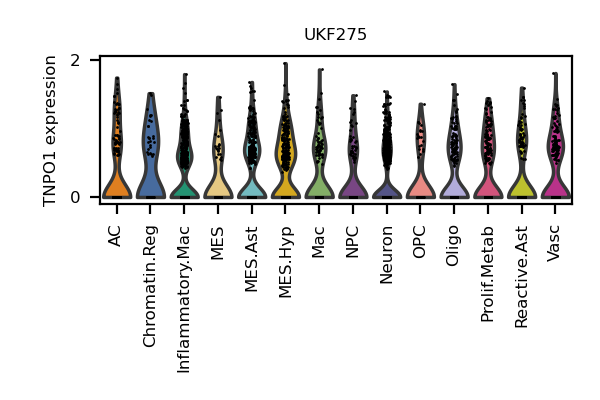 UKF275
TNPO1 expression
2
0
AC
Chromatin.Reg
Inflammatory.Mac
MES
MES.Ast
MES.Hyp
Mac
NPC
Neuron
OPC
Oligo
Prolif.Metab
Reactive.Ast
Vasc